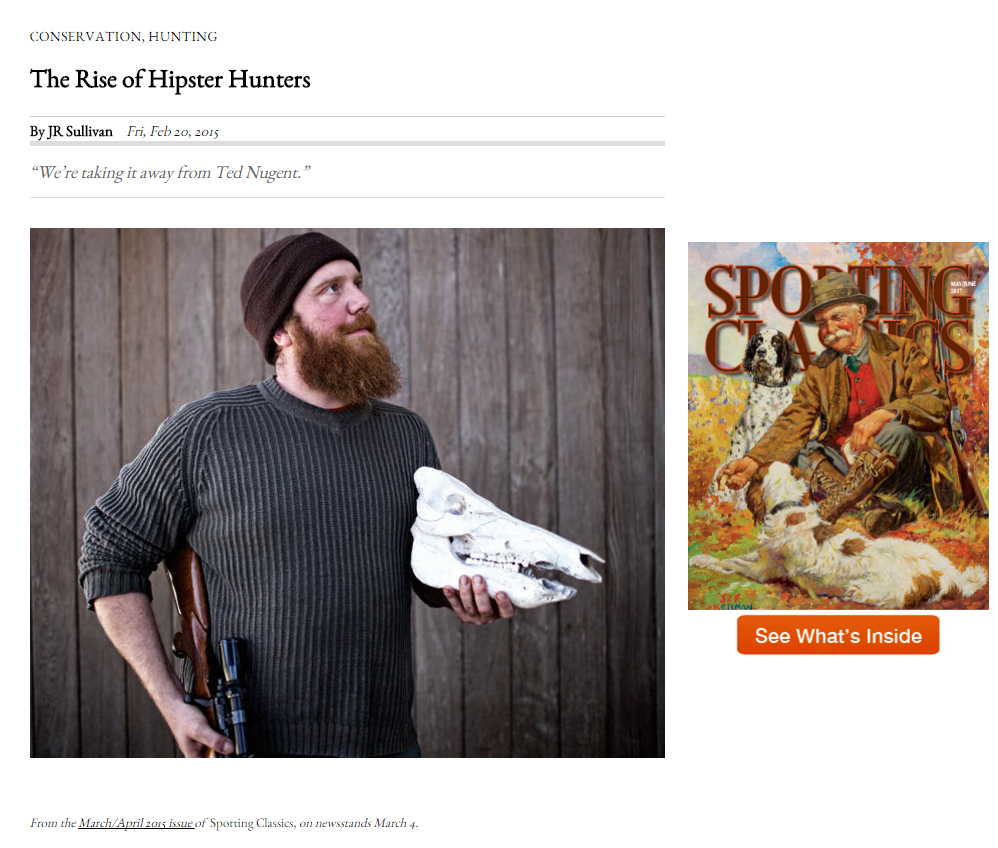 CONSERVATION, HUNTING
The Rise of Hipster Hunters
By JR Sullivan Fri, Feb 20, 2015
“We’re taking it away from Ted Nugent.”
SPORTING
CLASSICS
MAY/JUNE
2017
See What’s Inside
From the March/April 2015 issue of Sporting Classics, on newsstands March 4.